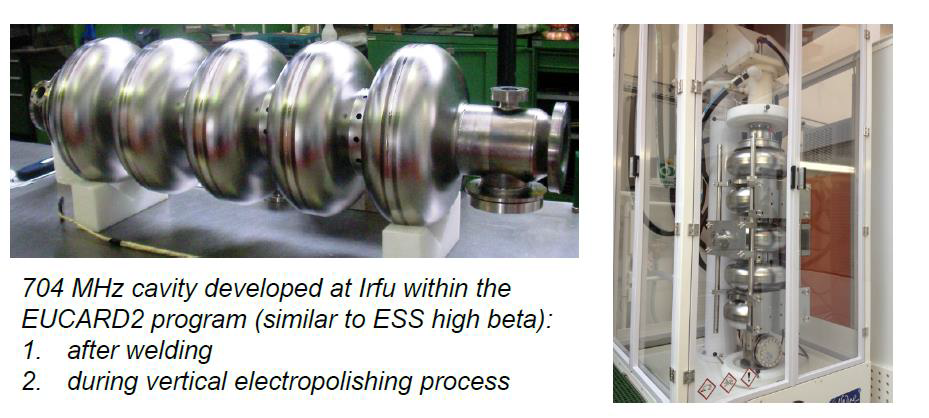 704 MHz cavity developed at Irfu within the
EUCARD2 program (similar to ESS high beta):
1. after welding
2. during vertical electropolishing process